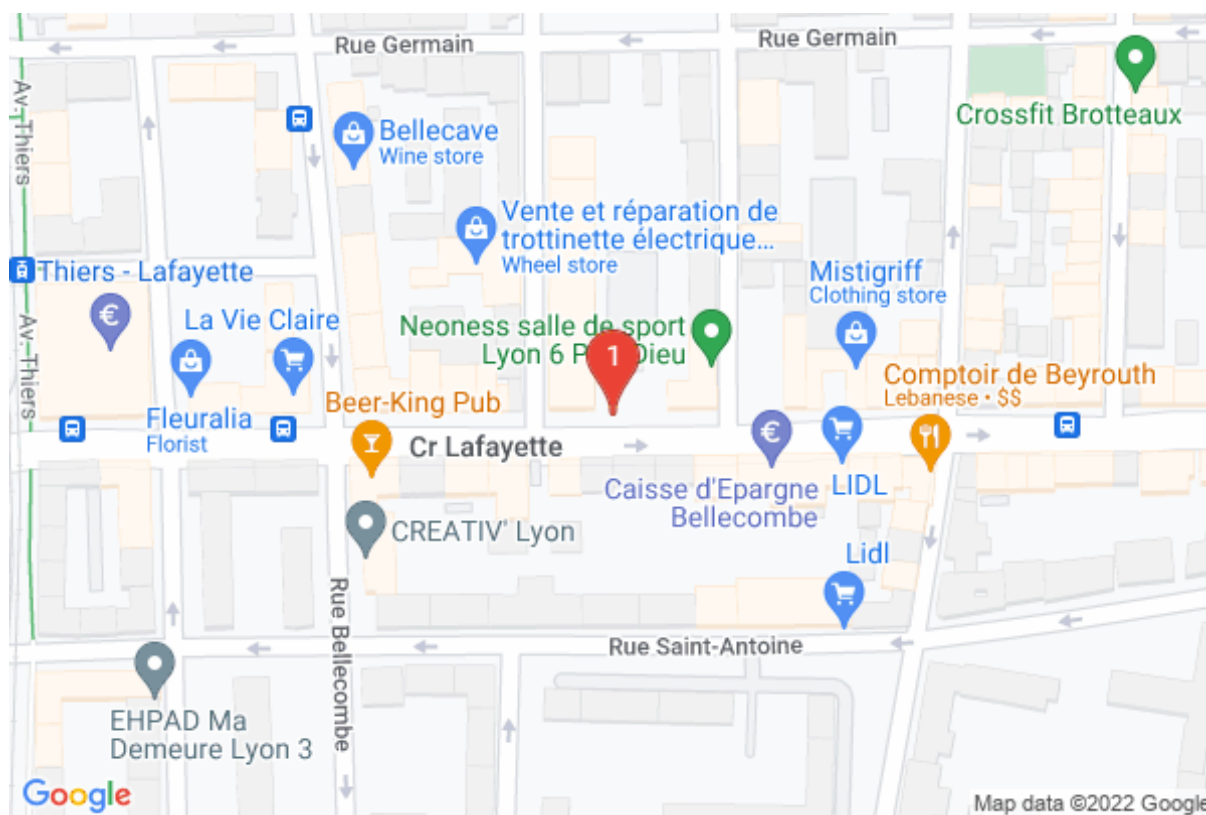 Rue Germain
Rue Germain
Av. Thiers
Crossfit Brotteaux
Bellecave
Wine store
Vente et réparation de
trottinette électrique...
Wheel store
Thiers - Lafayette
Mistigriff
Clothing store
La Vie Claire
Neoness salle de sport
Lyon 6 P Dieu
1
Av. Thiers
Comptoir de Beyrouth
Lebanese • $$
Beer-King Pub
Fleuralia
Florist
Cr Lafayette
Caisse d'Epargne
Bellecombe
LIDL
CREATIV' Lyon
Lidl
Rue Bellecombe
Rue Saint-Antoine
EHPAD Ma
Demeure Lyon 3
Google
Map data ©2022 Google